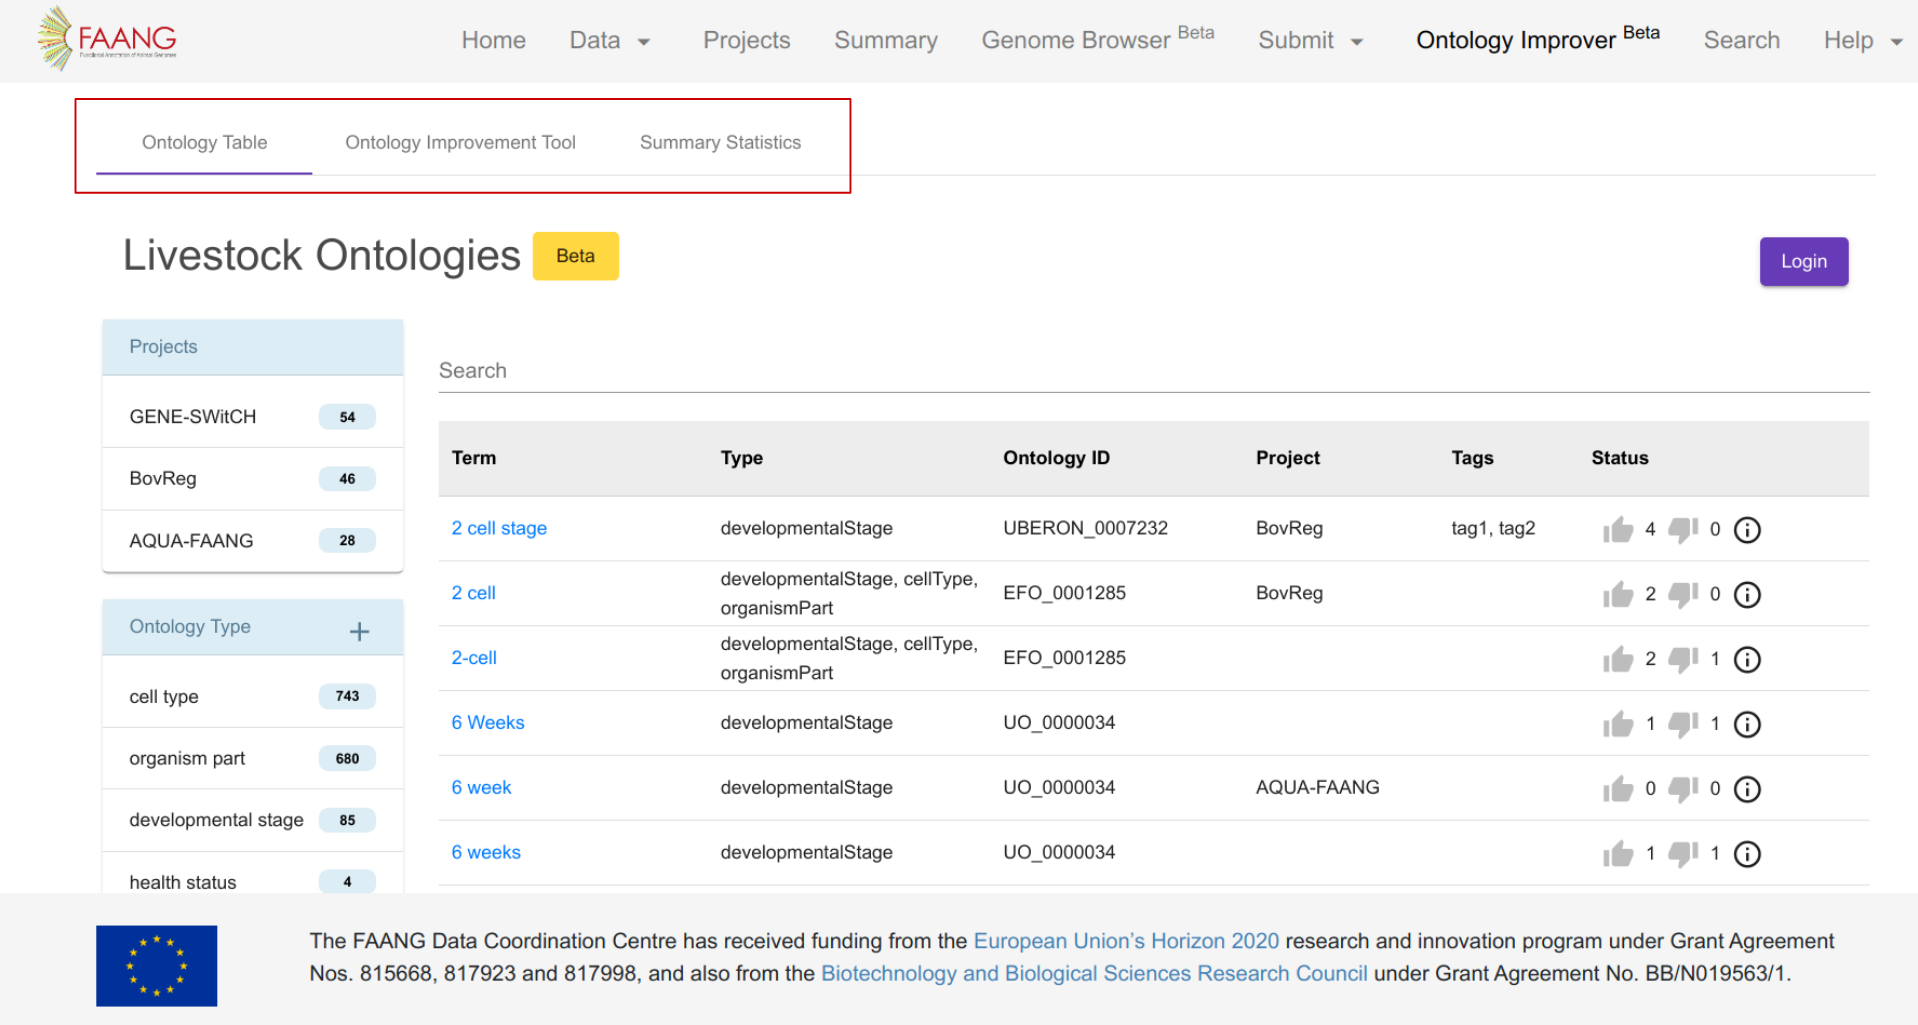 FAANG
Functional Annotation of Animal Genomes
Home Data Projects Summary Genome Browser Beta Submit Ontology Improver Beta Search Help
Ontology Table Ontology Improvement Tool Summary Statistics
Livestock Ontologies Beta
Login
Projects
GENE-SWitCH 54
BovReg 46
AQUA-FAANG 28
Ontology Type +
cell type 743
organism part 680
developmental stage 85
health status 4
Search
Term Type Ontology ID Project Tags Status
2 cell stage developmentalStage UBERON_0007232 BovReg tag1, tag2 4 0
2 cell developmentalStage, cellType, organismPart EFO_0001285 BovReg 2 0
2-cell developmentalStage, cellType, organismPart EFO_0001285 2 1
6 Weeks developmentalStage UO_0000034 1 1
6 week developmentalStage UO_0000034 AQUA-FAANG 0 0
6 weeks developmentalStage UO_0000034 1 1
The FAANG Data Coordination Centre has received funding from the European Union's Horizon 2020 research and innovation program under Grant Agreement
Nos. 815668, 817923 and 817998, and also from the Biotechnology and Biological Sciences Research Council under Grant Agreement No. BB/N019563/1.